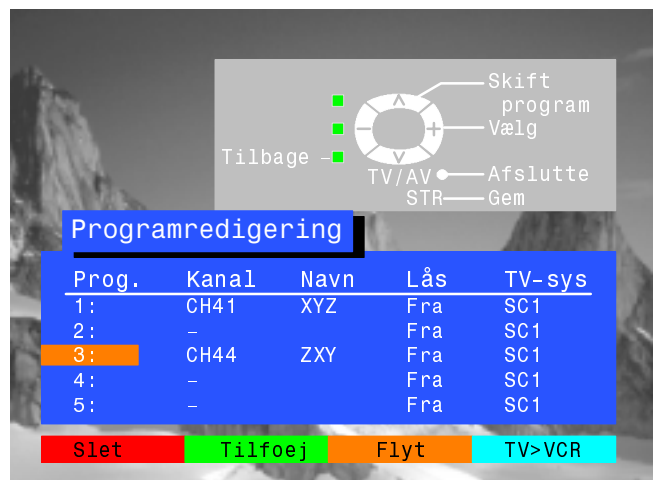 Skift
program
Vælg
Tilbage
TV/AV Afslutte
STR Gem
Programredigering
Prog. Kanal Navn Lås TV-sys
1: CH41 XYZ Fra SC1
2: – Fra SC1
3: CH44 ZXY Fra SC1
4: – Fra SC1
5: – Fra SC1
Slet Tilfoej Flyt TV>VCR